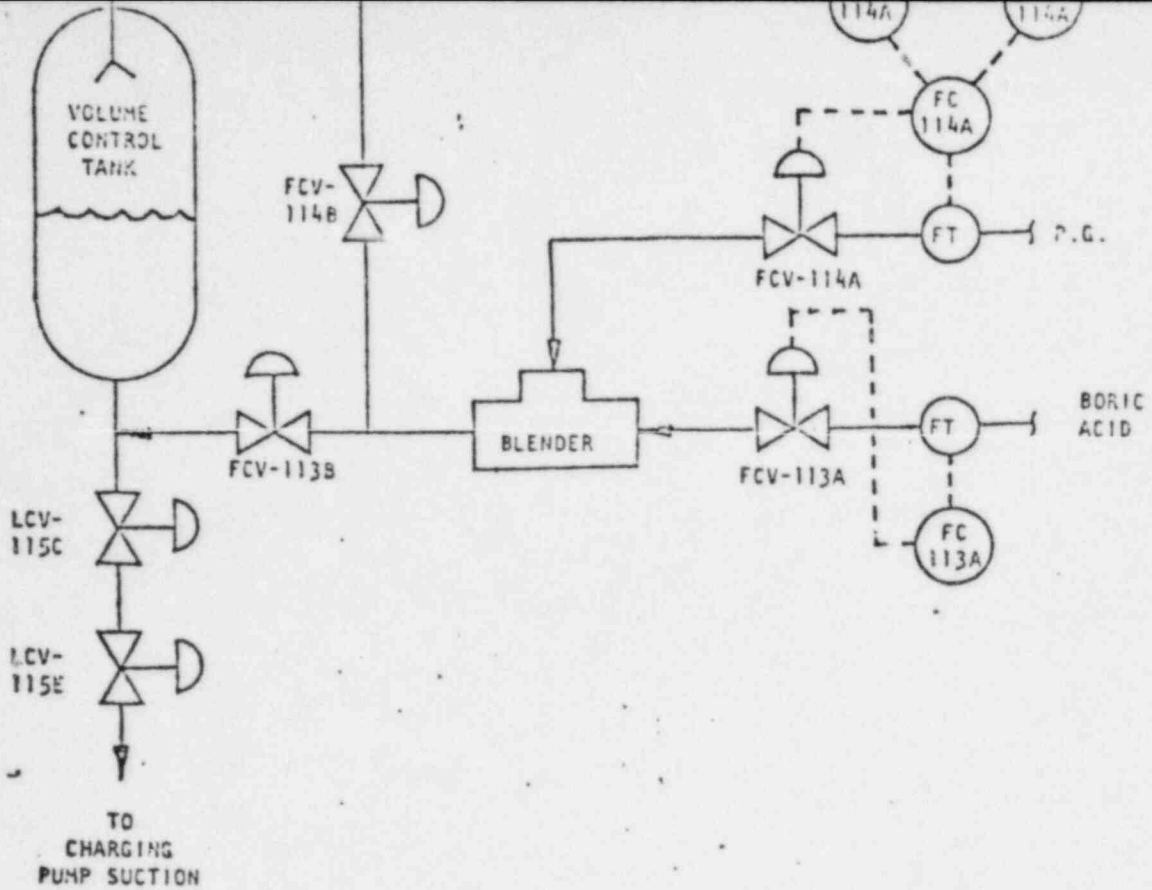 114A
114A
VOLUME
CONTROL
TANK
FC
114A
FCV-
114B
FT
P.G.
FCV-114A
BORIC
ACID
FT
BLENDER
FCV-113B
FCV-113A
LCV-
115C
FC
113A
LCV-
115E
TO
CHARGING
PUMP SUCTION